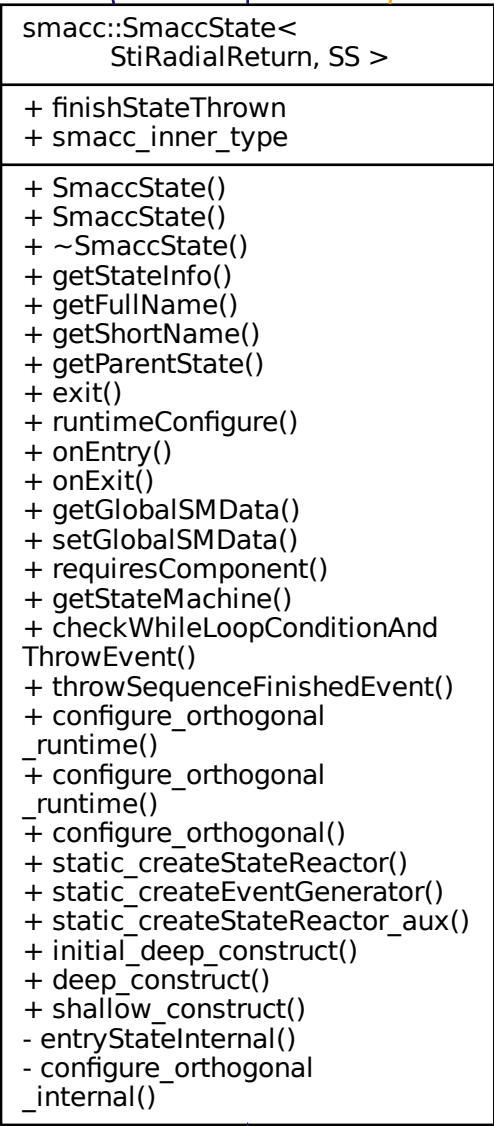 smacc::SmaccState<
StiRadialReturn, SS >
+ finishStateThrown
+ smacc_inner_type
+ SmaccState()
+ SmaccState()
+ ~SmaccState()
+ getStateInfo()
+ getFullName()
+ getShortName()
+ getParentState()
+ exit()
+ runtimeConfigure()
+ onEntry()
+ onExit()
+ getGlobalSMData()
+ setGlobalSMData()
+ requiresComponent()
+ getStateMachine()
+ checkWhileLoopConditionAnd
ThrowEvent()
+ throwSequenceFinishedEvent()
+ configure_orthogonal
_runtime()
+ configure_orthogonal
_runtime()
+ configure_orthogonal()
+ static_createStateReactor()
+ static_createEventGenerator()
+ static_createStateReactor_aux()
+ initial_deep_construct()
+ deep_construct()
+ shallow_construct()
- entryStateInternal()
- configure_orthogonal
_internal()